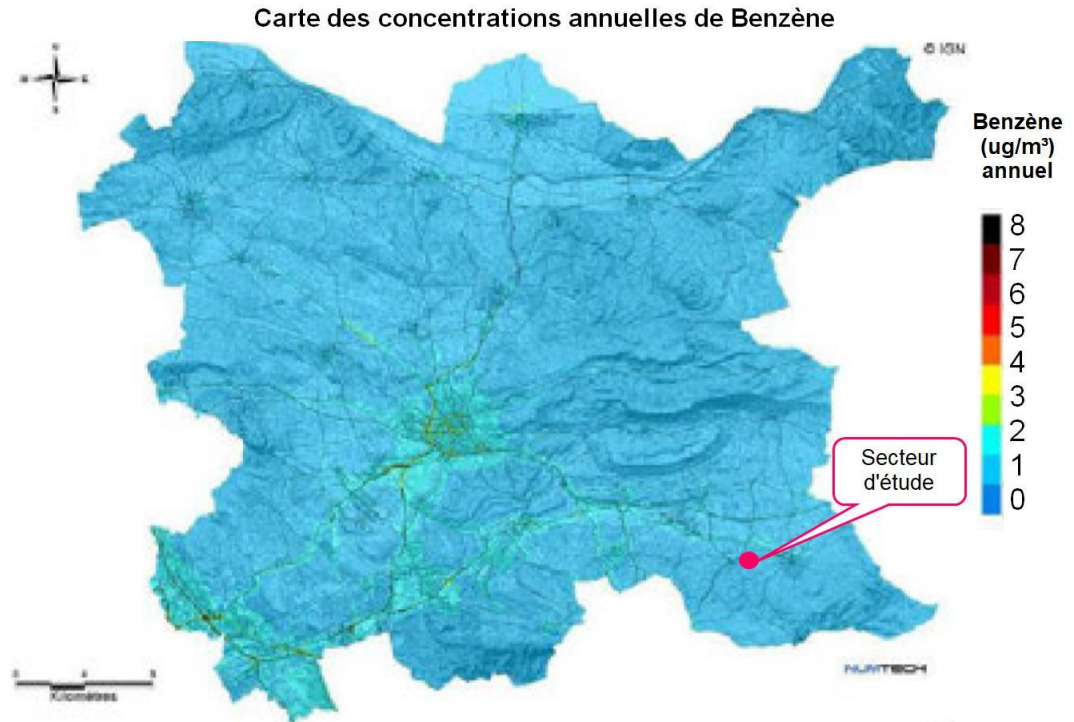 Carte des concentrations annuelles de Benzène
© IGN
Benzène
(ug/m³)
annuel
8
7
6
5
4
3
2
1
0
Secteur
d'étude
NUMTECH
Kilomètres